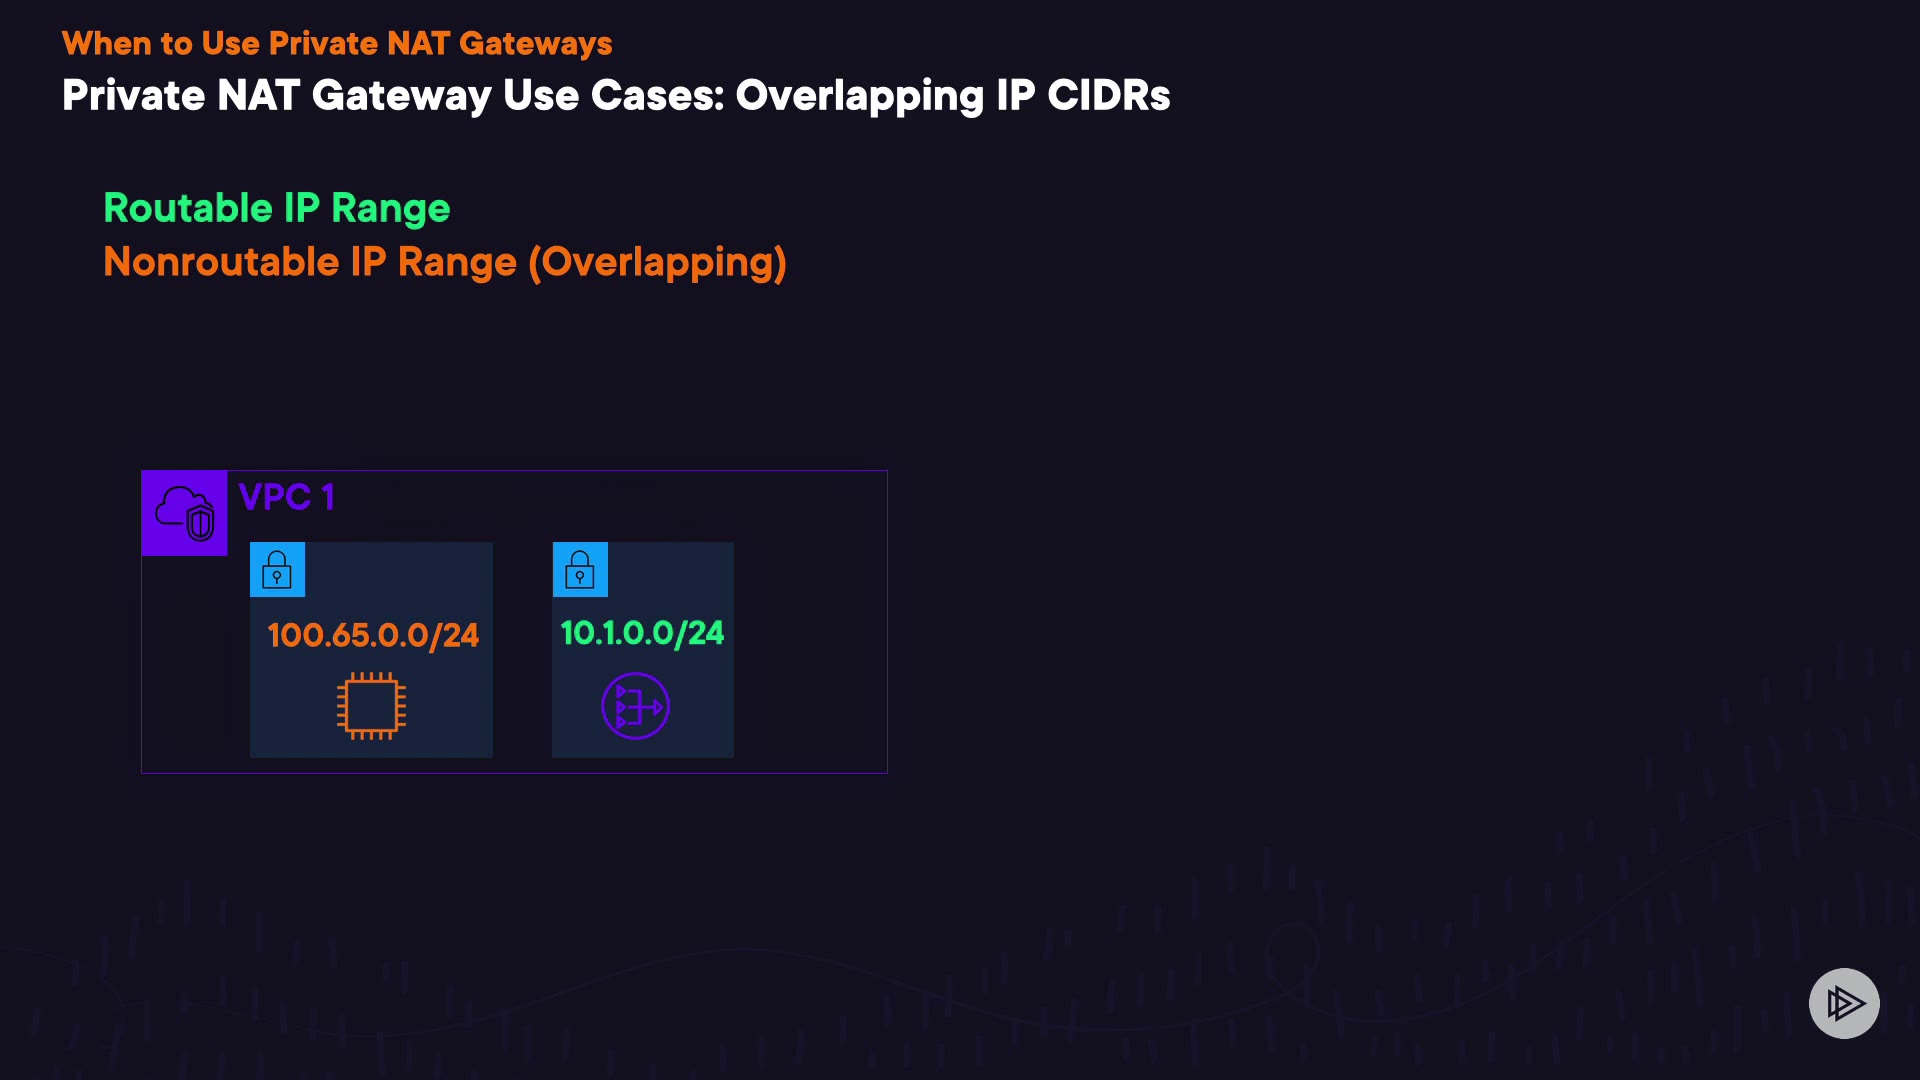 When to Use Private NAT Gateways
Private NAT Gateway Use Cases: Overlapping IP CIDRs
Routable IP Range
Nonroutable IP Range (Overlapping)
VPC 1
100.65.0.0/24
10.1.0.0/24